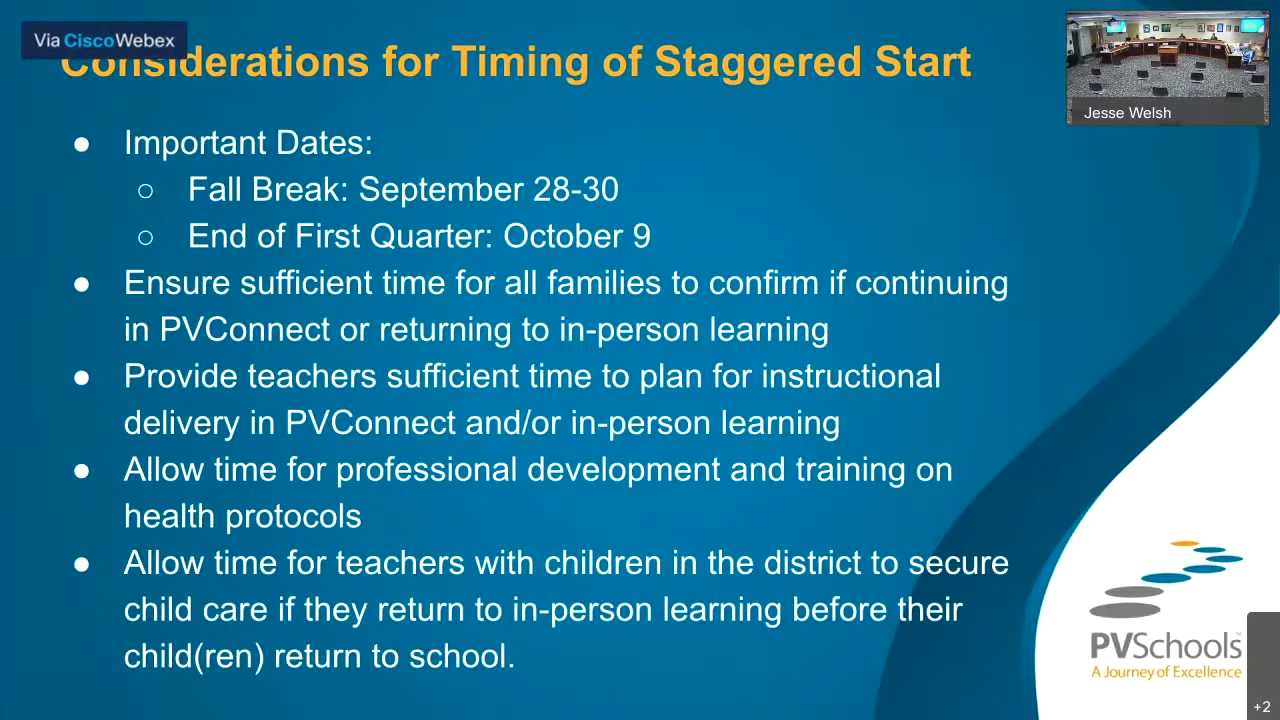 Via CiscoWebex
Considerations for Timing of Staggered Start
Jesse Welsh
● Important Dates:
○ Fall Break: September 28-30
○ End of First Quarter: October 9
● Ensure sufficient time for all families to confirm if continuing
in PVConnect or returning to in-person learning
● Provide teachers sufficient time to plan for instructional
delivery in PVConnect and/or in-person learning
● Allow time for professional development and training on
health protocols
● Allow time for teachers with children in the district to secure
child care if they return to in-person learning before their
child(ren) return to school.
PVSchools™
A Journey of Excellence
+2